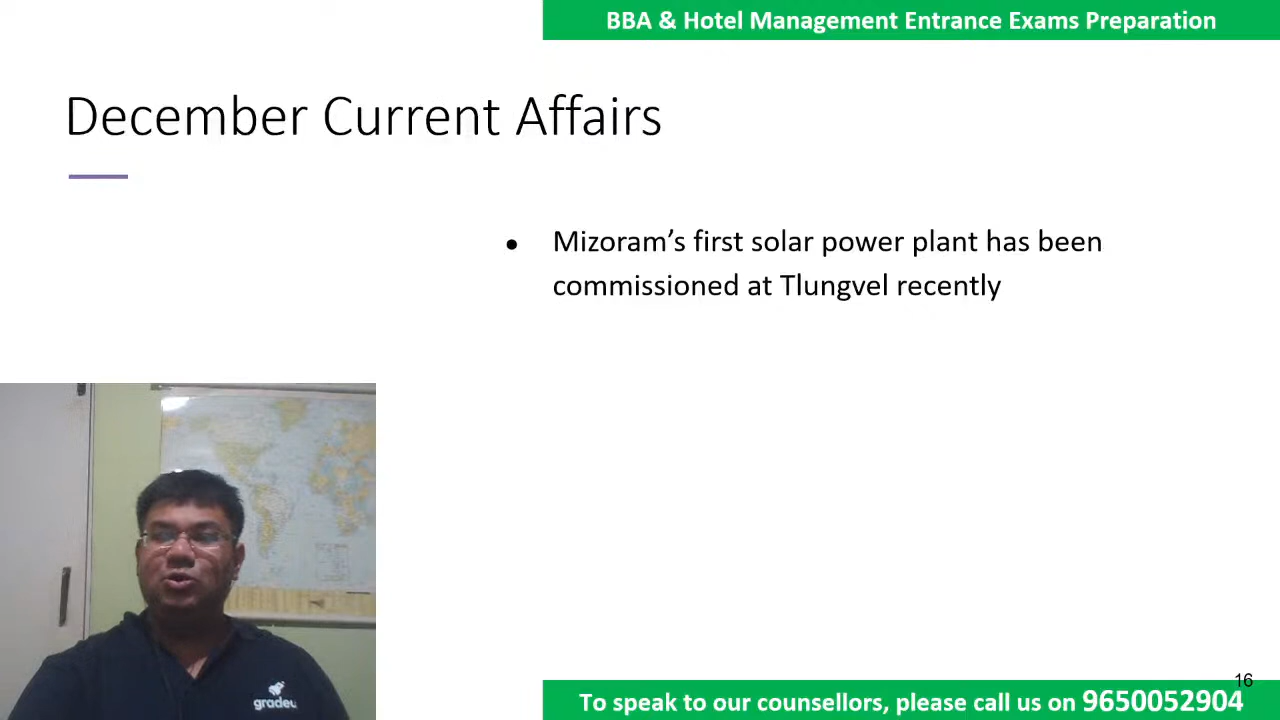 BBA & Hotel Management Entrance Exams Preparation
December Current Affairs
● Mizoram’s first solar power plant has been
commissioned at Tlungvel recently
gradeu
16
To speak to our counsellors, please call us on 9650052904